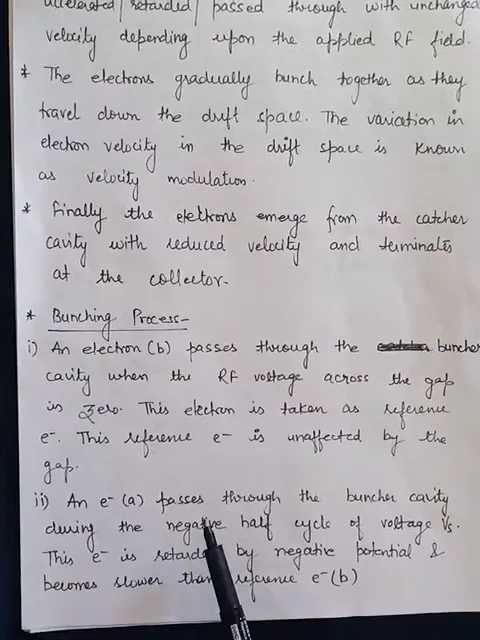 accelerated/retarded/passed through with unchanged
velocity depending upon the applied RF field.
* The electrons gradually bunch together as they
travel down the drift space. The variation in
electron velocity in the drift space is known
as velocity modulation.
* Finally the elektrons emerge from the catcher
cavity with reduced velocity and terminates
at the collector.
* Bunching Process-
i) An electron (b) passes through the buncher
cavity when the RF voltage across the gap
is zero. This electron is taken as reference
e-. This reference e- is unaffected by the
gap.
ii) An e- (a) passes through the buncher cavity
during the negative half cycle of voltage Vs.
This e- is retarded by negative potential &
becomes slower than reference e-(b)